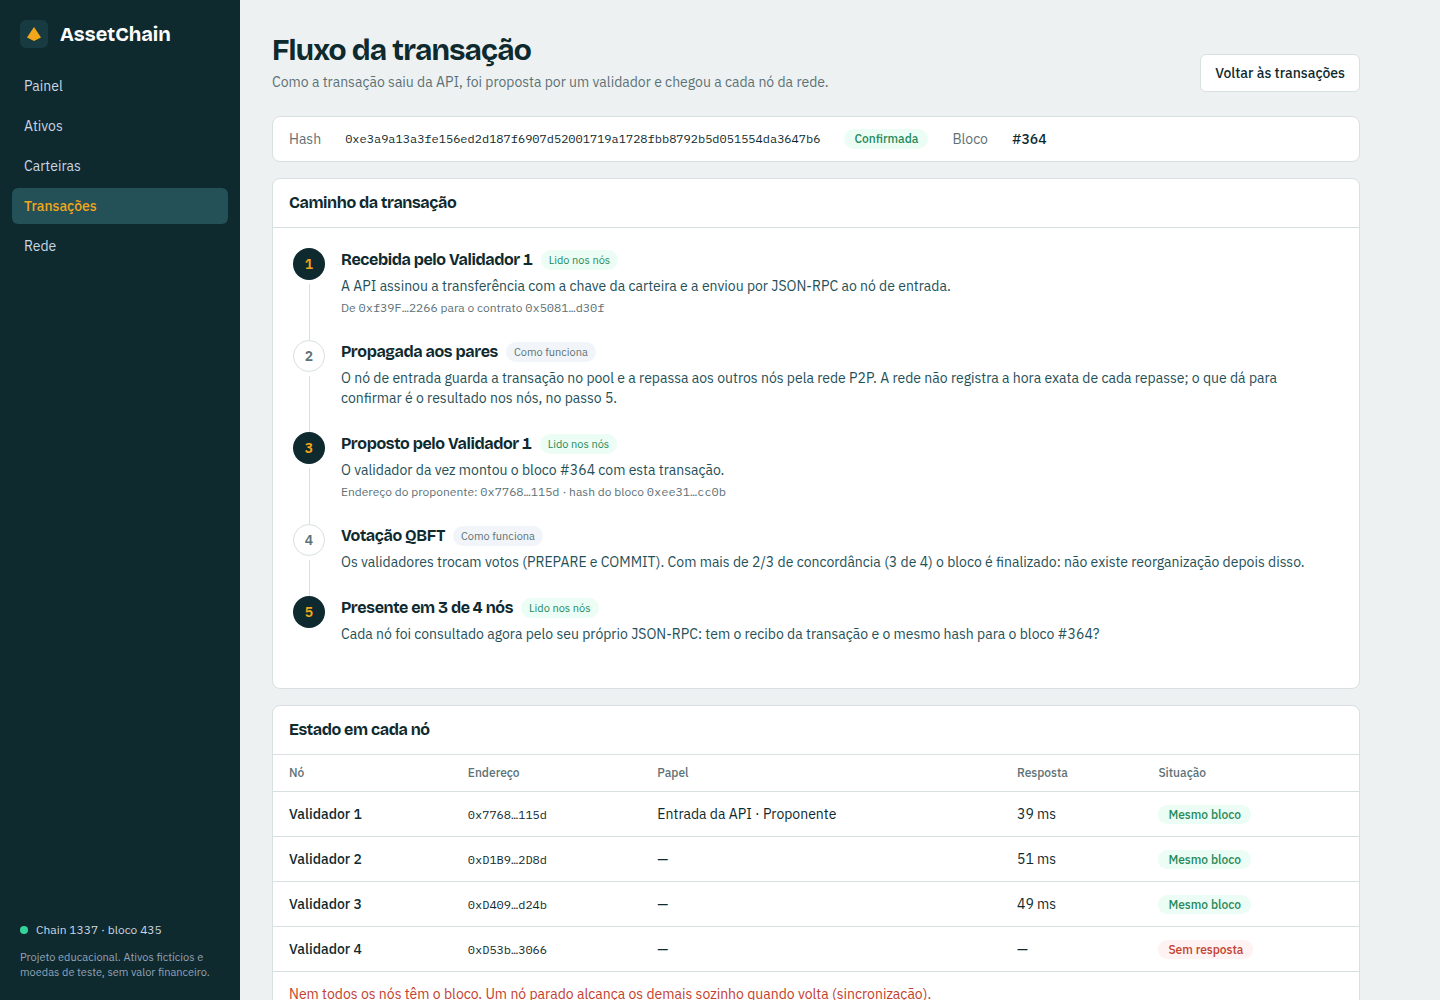 AssetChain
Painel
Ativos
Carteiras
Transações
Rede
Chain 1337 · bloco 435
Projeto educacional. Ativos fictícios e
moedas de teste, sem valor financeiro.
Fluxo da transação
Como a transação saiu da API, foi proposta por um validador e chegou a cada nó da rede.
Voltar às transações
Hash 0xe3a9a13a3fe156ed2d187f6907d52001719a1728fbb8792b5d051554da3647b6 Confirmada Bloco #364
Caminho da transação
1 Recebida pelo Validador 1 Lido nos nós
A API assinou a transferência com a chave da carteira e a enviou por JSON-RPC ao nó de entrada.
De 0xf39F…2266 para o contrato 0x5081…d30f
2 Propagada aos pares Como funciona
O nó de entrada guarda a transação no pool e a repassa aos outros nós pela rede P2P. A rede não registra a hora exata de cada repasse; o que dá para
confirmar é o resultado nos nós, no passo 5.
3 Proposto pelo Validador 1 Lido nos nós
O validador da vez montou o bloco #364 com esta transação.
Endereço do proponente: 0x7768…115d · hash do bloco 0xee31…cc0b
4 Votação QBFT Como funciona
Os validadores trocam votos (PREPARE e COMMIT). Com mais de 2/3 de concordância (3 de 4) o bloco é finalizado: não existe reorganização depois disso.
5 Presente em 3 de 4 nós Lido nos nós
Cada nó foi consultado agora pelo seu próprio JSON-RPC: tem o recibo da transação e o mesmo hash para o bloco #364?
Estado em cada nó
Nó Endereço Papel Resposta Situação
Validador 1 0x7768…115d Entrada da API · Proponente 39 ms Mesmo bloco
Validador 2 0xD1B9…2D8d — 51 ms Mesmo bloco
Validador 3 0xD409…d24b — 49 ms Mesmo bloco
Validador 4 0xD53b…3066 — — Sem resposta
Nem todos os nós têm o bloco. Um nó parado alcança os demais sozinho quando volta (sincronização).